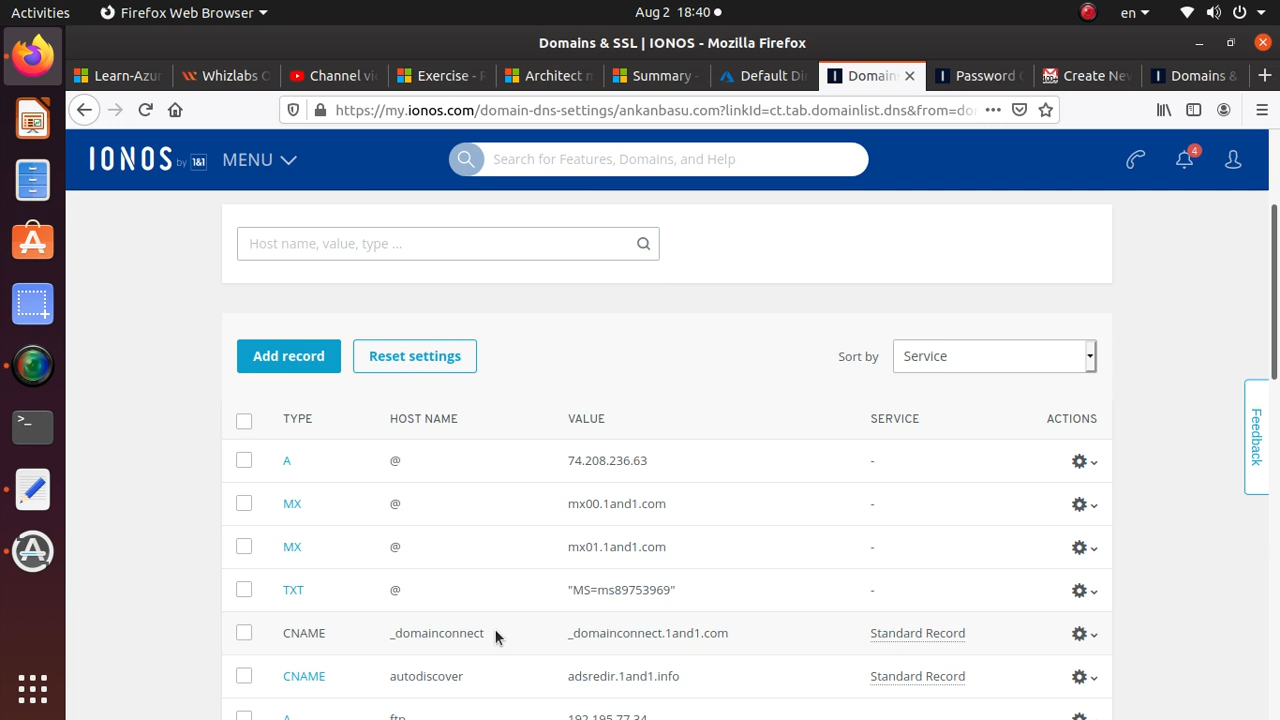 Activities Firefox Web Browser Aug 2 18:40 en
Domains & SSL | IONOS - Mozilla Firefox
Learn-Azur Whizlabs Channel vi Exercise - Architect Summary - Default Di Domain Password Create Nev Domains &
https://my.ionos.com/domain-dns-settings/ankanbasu.com?linkId=ct.tab.domainlist.dns&from=do
IONOS by 1&1 MENU Search for Features, Domains, and Help 4
Host name, value, type ...
Add record Reset settings Sort by Service
TYPE HOST NAME VALUE SERVICE ACTIONS
A @ 74.208.236.63 -
MX @ mx00.1and1.com -
MX @ mx01.1and1.com -
TXT @ "MS=ms89753969" -
CNAME _domainconnect _domainconnect.1and1.com Standard Record
CNAME autodiscover adsredir.1and1.info Standard Record
A ftp 192.195.77.34
Feedback